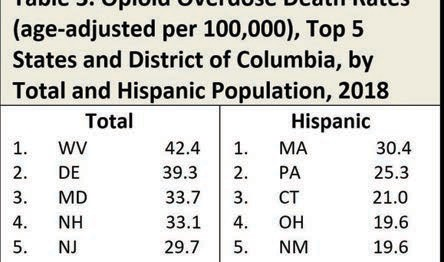 Table 3. Opioid Overdose Death Rates
(age-adjusted per 100,000), Top 5
States and District of Columbia, by
Total and Hispanic Population, 2018
Total Hispanic
1. WV 42.4 1. MA 30.4
2. DE 39.3 2. PA 25.3
3. MD 33.7 3. CT 21.0
4. NH 33.1 4. OH 19.6
5. NJ 29.7 5. NM 19.6